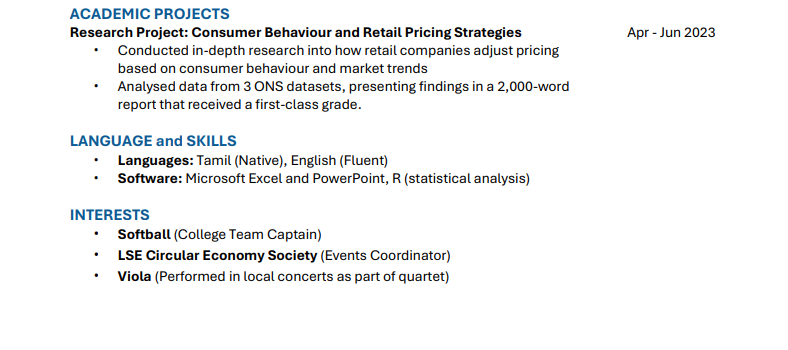 ACADEMIC PROJECTS
Research Project: Consumer Behaviour and Retail Pricing Strategies Apr - Jun 2023
• Conducted in-depth research into how retail companies adjust pricing
based on consumer behaviour and market trends
• Analysed data from 3 ONS datasets, presenting findings in a 2,000-word
report that received a first-class grade.
LANGUAGE and SKILLS
• Languages: Tamil (Native), English (Fluent)
• Software: Microsoft Excel and PowerPoint, R (statistical analysis)
INTERESTS
• Softball (College Team Captain)
• LSE Circular Economy Society (Events Coordinator)
• Viola (Performed in local concerts as part of quartet)